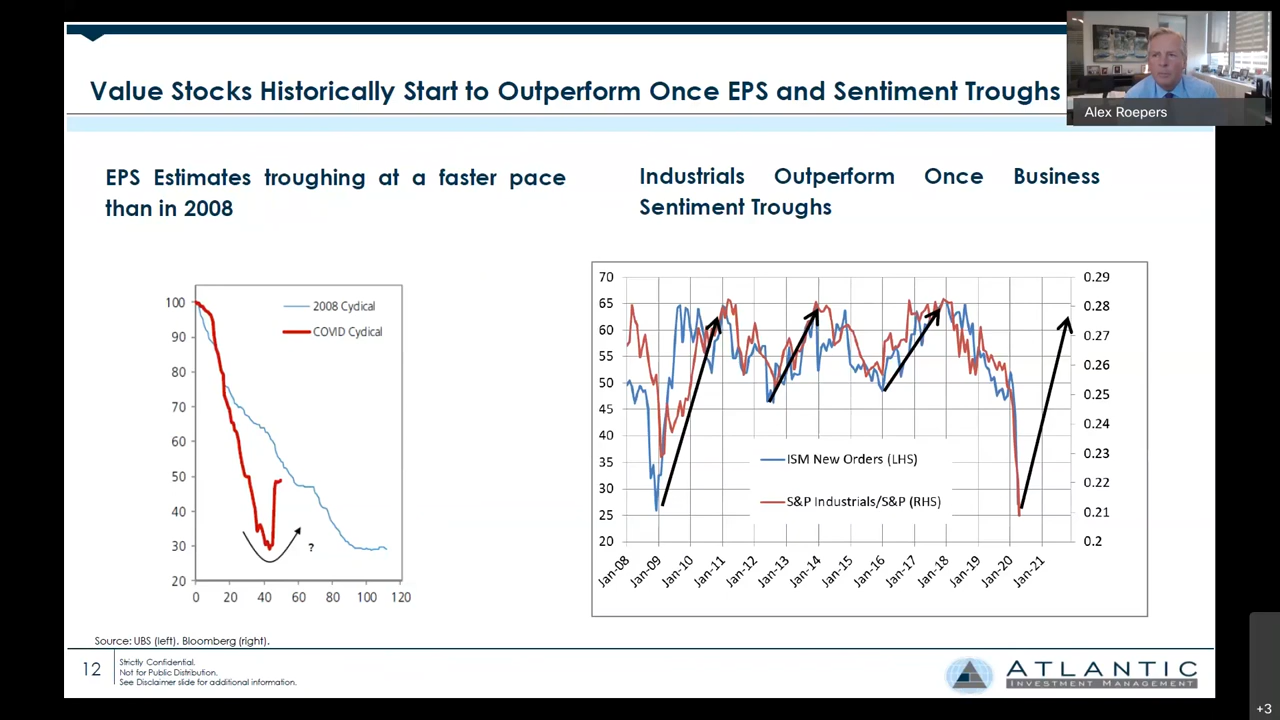 Value Stocks Historically Start to Outperform Once EPS and Sentiment Troughs
Alex Roepers
EPS Estimates troughing at a faster pace
than in 2008
Industrials Outperform Once Business
Sentiment Troughs
100
90
80
70
60
50
40
30
20
0 20 40 60 80 100 120
2008 Cydical
COVID Cydical
?
70
65
60
55
50
45
40
35
30
25
20
0.29
0.28
0.27
0.26
0.25
0.24
0.23
0.22
0.21
0.2
ISM New Orders (LHS)
S&P Industrials/S&P (RHS)
Jan-08 Jan-09 Jan-10 Jan-11 Jan-12 Jan-13 Jan-14 Jan-15 Jan-16 Jan-17 Jan-18 Jan-19 Jan-20 Jan-21
Source: UBS (left). Bloomberg (right).
12
Strictly Confidential.
Not for Public Distribution.
See Disclaimer slide for additional information.
ATLANTIC
INVESTMENT MANAGEMENT
+3